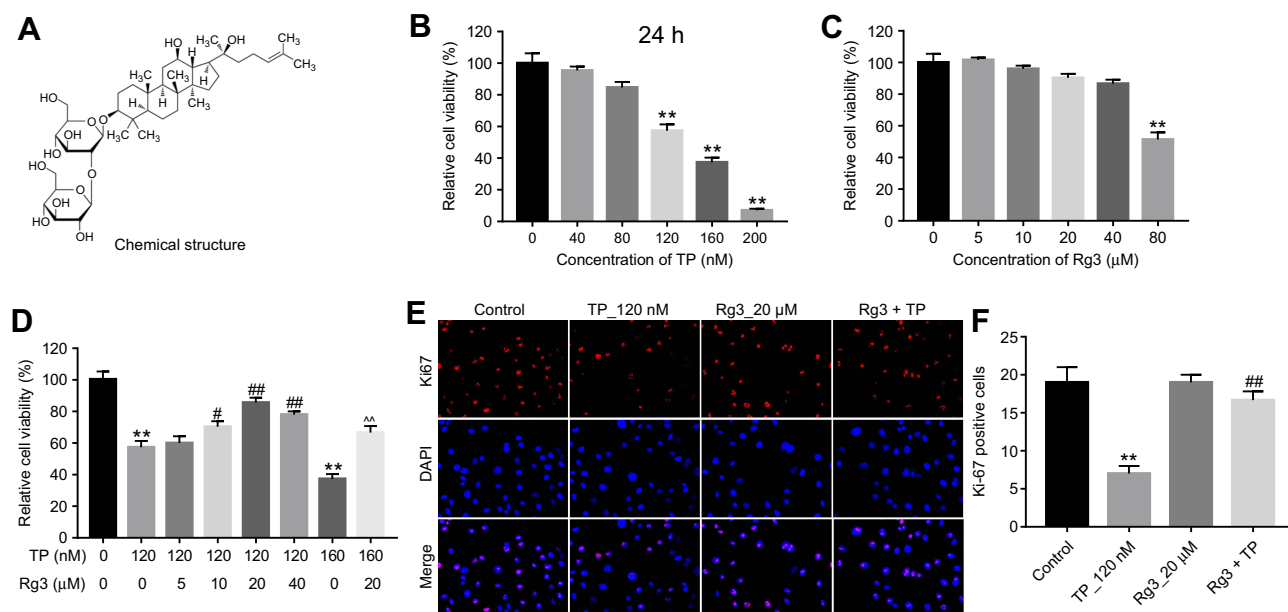 A
HO
CH₃
H₃C
OH
CH₃
CH₃
H
CH₃
CH₃
H
H
CH₃
H₃C
CH₃
HO
O
O
OH
HO
OH
O
HO
O
O
OH
HO
OH
OH
Chemical structure
B
24 h
Relative cell viability (%)
120
100
80
60
40
20
0
**
**
**
0 40 80 120 160 200
Concentration of TP (nM)
C
Relative cell viability (%)
120
100
80
60
40
20
0
**
0 5 10 20 40 80
Concentration of Rg3 (μM)
D
Relative cell viability (%)
120
100
80
60
40
20
0
** # ## ## ** ^^
TP (nM) 0 120 120 120 120 120 160 160
Rg3 (μM) 0 0 5 10 20 40 0 20
E
Control TP_120 nM Rg3_20 μM Rg3 + TP
Ki67
DAPI
Merge
F
Ki-67 positive cells
25
20
15
10
5
0
** ##
Control TP_120 nM Rg3_20 μM Rg3 + TP